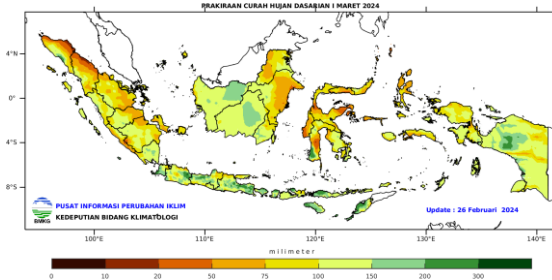 PRAKIRAAN CURAH HUJAN DASARIAN I MARET 2024
4°N
0°
4°S
8°S
PUSAT INFORMASI PERUBAHAN IKLIM
KEDEPUTIAN BIDANG KLIMATOLOGI
BMKG
Update : 26 Februari 2024
100°E 110°E 120°E 130°E 140°E
milimeter
0 10 20 50 75 100 150 200 300